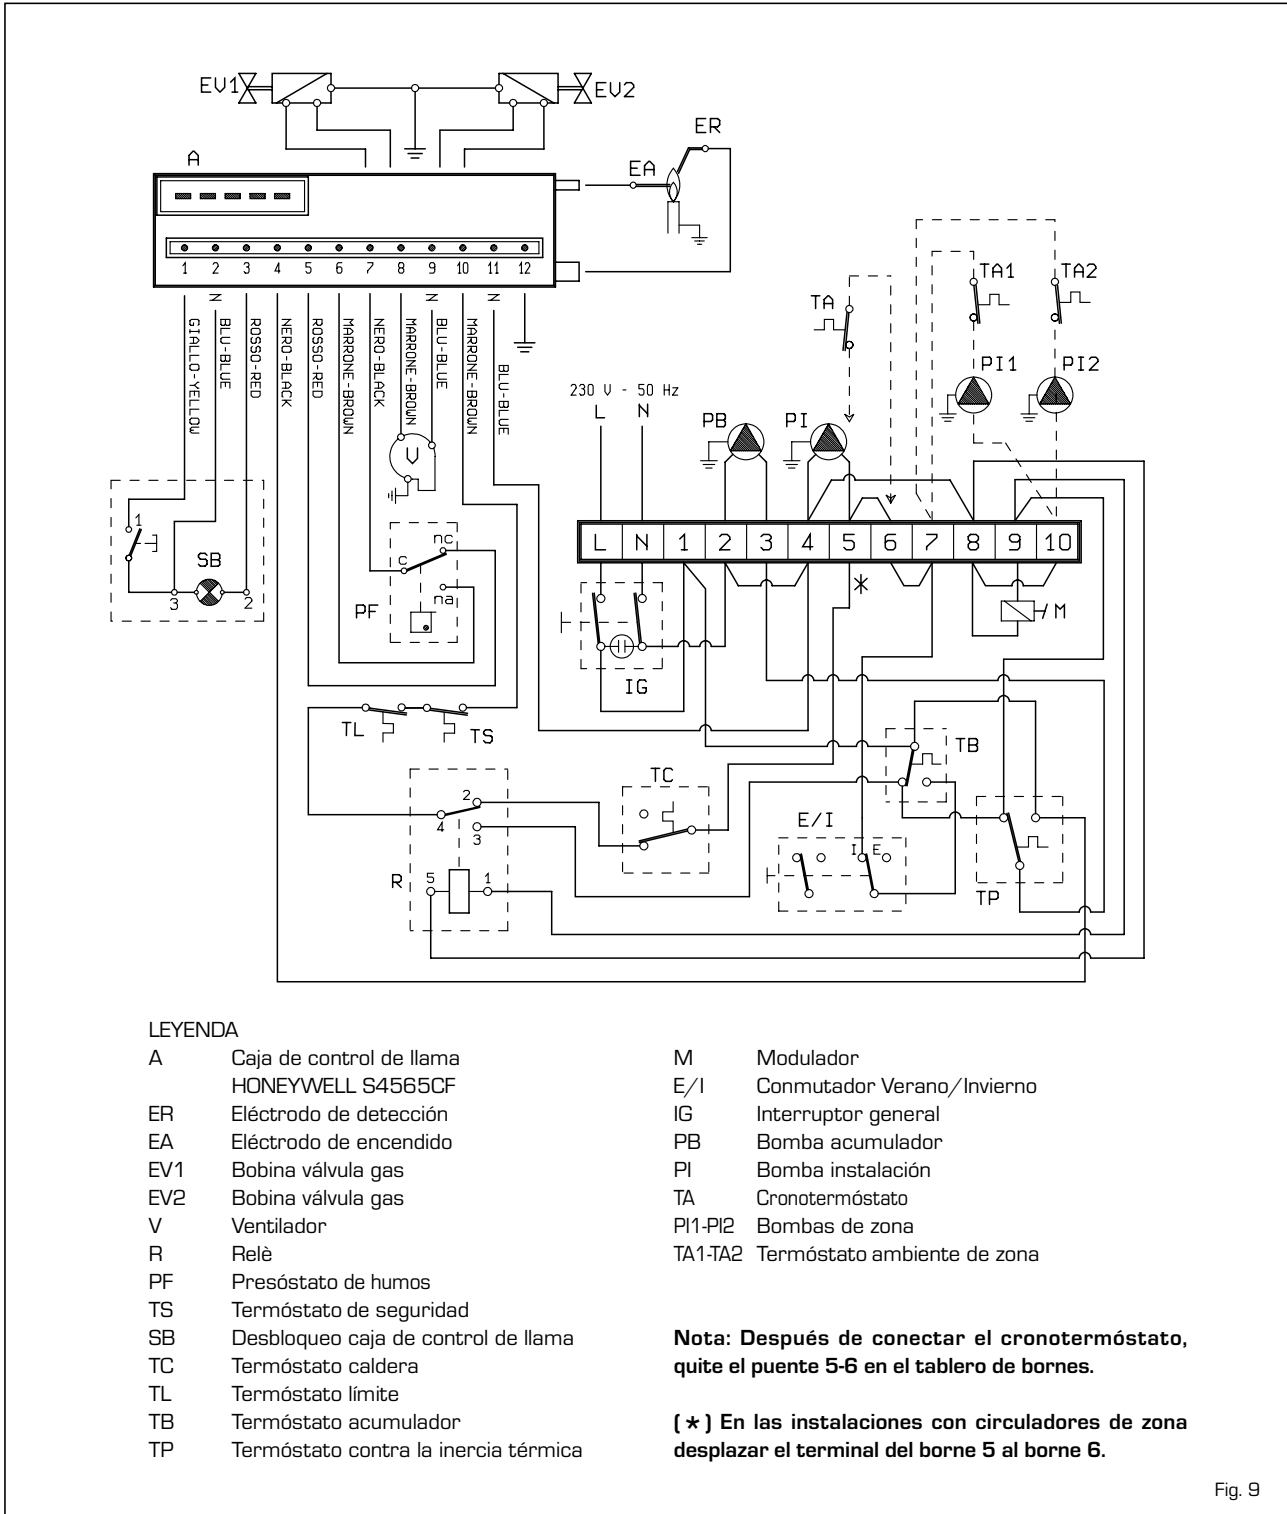 EV1
EV2
A
ER
EA
1 2 3 4 5 6 7 8 9 10 11 12
N
N
N
GIALLO-YELLOW
BLU-BLUE
ROSSO-RED
NERO-BLACK
ROSSO-RED
MARRONE-BROWN
NERO-BLACK
MARRONE-BROWN
BLU-BLUE
MARRONE-BROWN
BLU-BLUE
TA
TA1
TA2
PI1
PI2
230 V - 50 Hz
L N
PB
PI
V
1
SB
3
2
nc
c
na
PF
L N 1 2 3 4 5 6 7 8 9 10
*
M
IG
TL
TS
TB
TC
E/I
I E
TP
2
4
3
R
5
1
LEYENDA
A Caja de control de llama
HONEYWELL S4565CF
ER Eléctrodo de detección
EA Eléctrodo de encendido
EV1 Bobina válvula gas
EV2 Bobina válvula gas
V Ventilador
R Relè
PF Presóstato de humos
TS Termóstato de seguridad
SB Desbloqueo caja de control de llama
TC Termóstato caldera
TL Termóstato límite
TB Termóstato acumulador
TP Termóstato contra la inercia térmica
M Modulador
E/I Conmutador Verano/Invierno
IG Interruptor general
PB Bomba acumulador
PI Bomba instalación
TA Cronotermóstato
PI1-PI2 Bombas de zona
TA1-TA2 Termóstato ambiente de zona
Nota: Después de conectar el cronotermóstato,
quite el puente 5-6 en el tablero de bornes.
(*) En las instalaciones con circuladores de zona
desplazar el terminal del borne 5 al borne 6.
Fig. 9